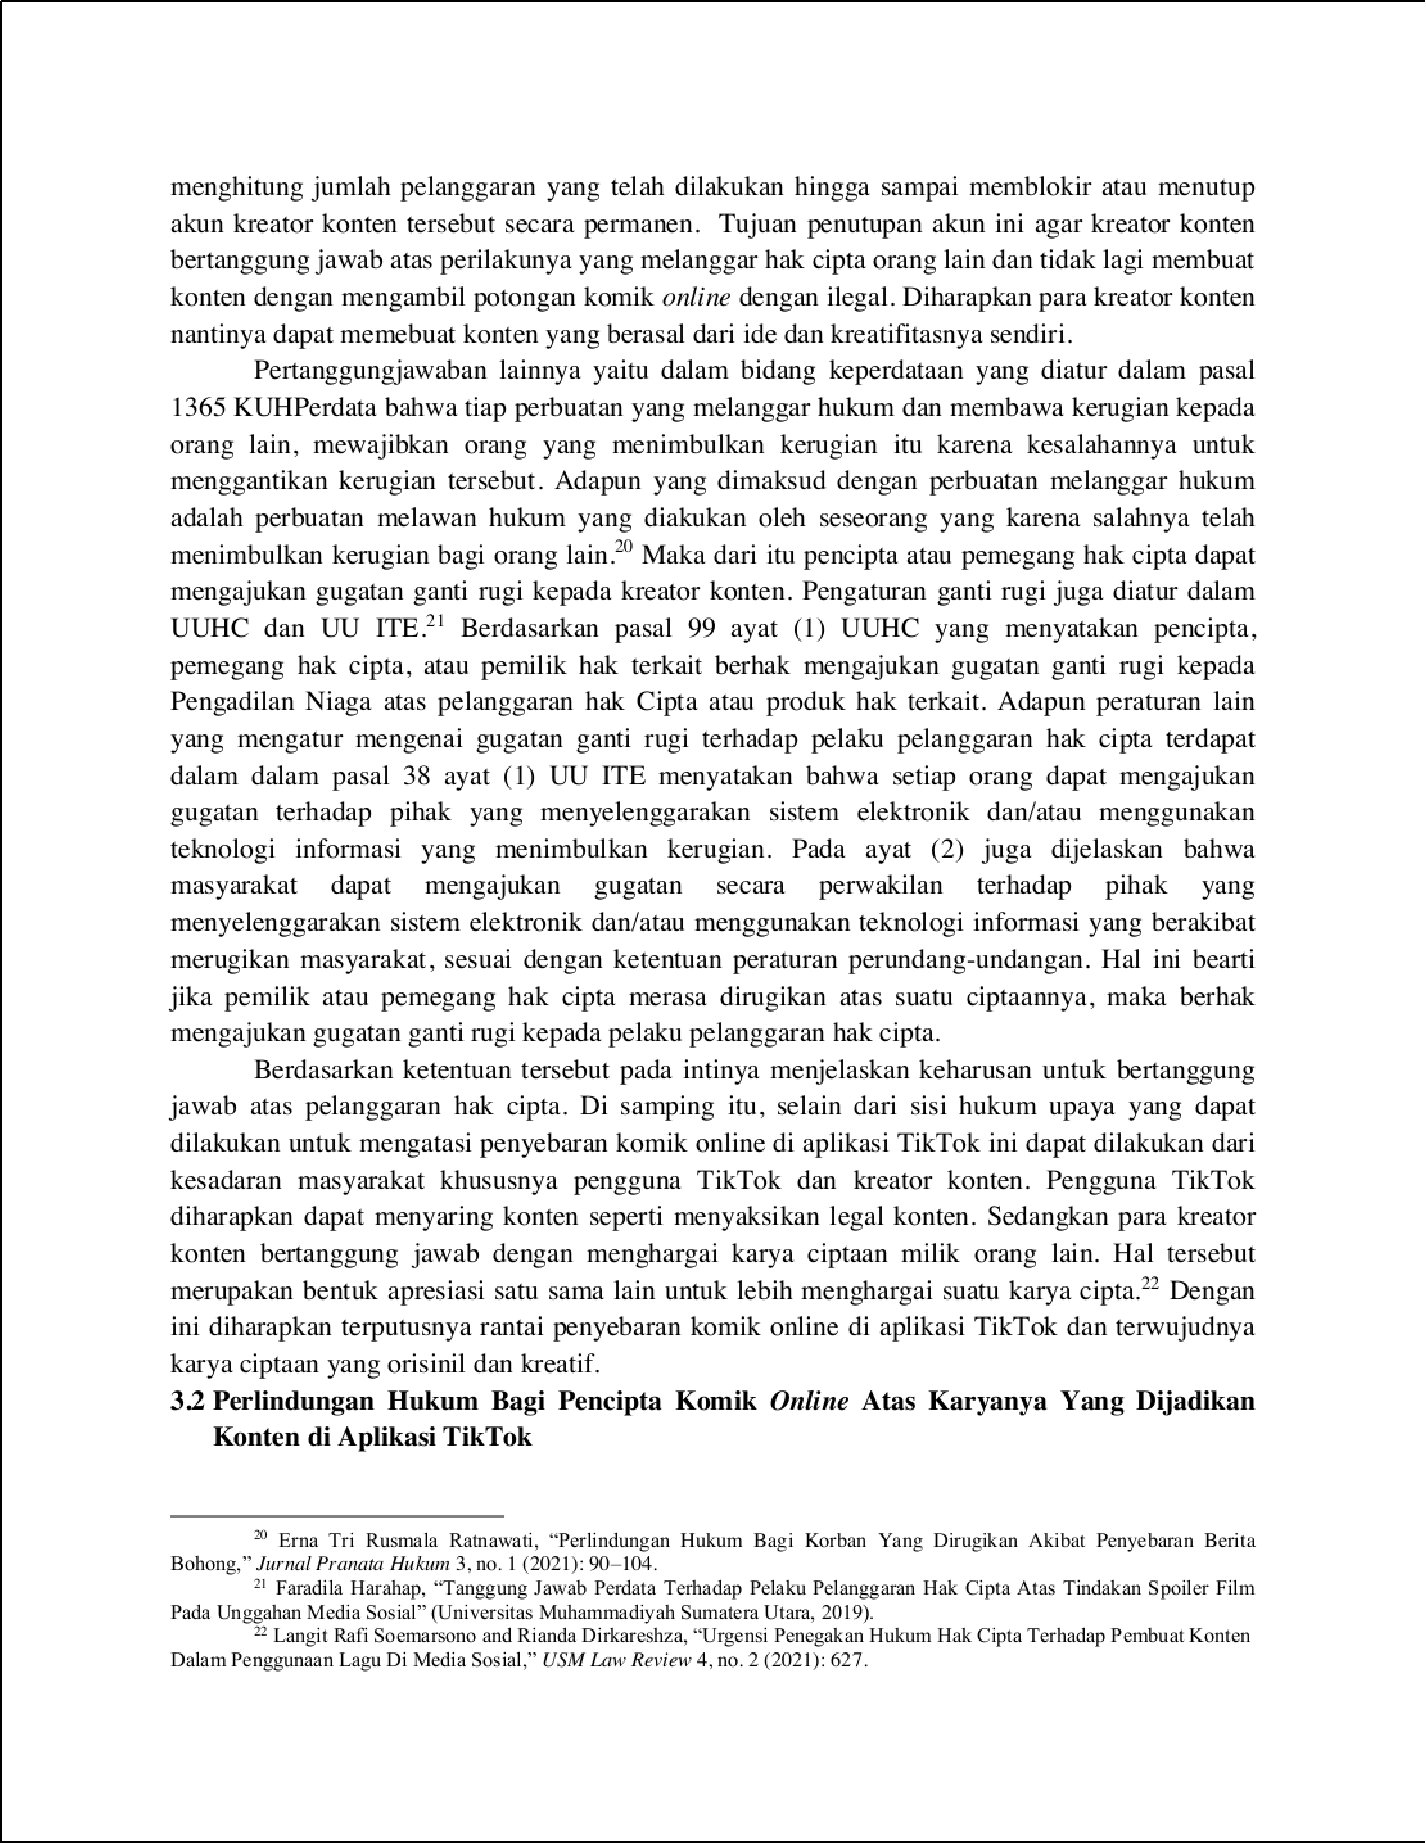 menghitung jumlah pelanggaran yang telah dilakukan hingga sampai memblokir atau menutup
akun kreator konten tersebut secara permanen.  Tujuan penutupan akun ini agar kreator konten
bertanggung jawab atas perilakunya yang melanggar hak cipta orang lain dan tidak lagi membuat
konten dengan mengambil potongan komik online dengan ilegal. Diharapkan para kreator konten
nantinya dapat memebuat konten yang berasal dari ide dan kreatifitasnya sendiri.
Pertanggungjawaban lainnya yaitu dalam bidang keperdataan yang diatur dalam pasal
1365 KUHPerdata bahwa tiap perbuatan yang melanggar hukum dan membawa kerugian kepada
orang lain, mewajibkan orang yang menimbulkan kerugian itu karena kesalahannya untuk
menggantikan kerugian tersebut. Adapun yang dimaksud dengan perbuatan melanggar hukum
adalah perbuatan melawan hukum yang diakukan oleh seseorang yang karena salahnya telah
menimbulkan kerugian bagi orang lain.20 Maka dari itu pencipta atau pemegang hak cipta dapat
mengajukan gugatan ganti rugi kepada kreator konten. Pengaturan ganti rugi juga diatur dalam
UUHC dan UU ITE.21 Berdasarkan pasal 99 ayat (1) UUHC yang menyatakan pencipta,
pemegang hak cipta, atau pemilik hak terkait berhak mengajukan gugatan ganti rugi kepada
Pengadilan Niaga atas pelanggaran hak Cipta atau produk hak terkait. Adapun peraturan lain
yang mengatur mengenai gugatan ganti rugi terhadap pelaku pelanggaran hak cipta terdapat
dalam dalam pasal 38 ayat (1) UU ITE menyatakan bahwa setiap orang dapat mengajukan
gugatan terhadap pihak yang menyelenggarakan sistem elektronik dan/atau menggunakan
teknologi informasi yang menimbulkan kerugian. Pada ayat (2) juga dijelaskan bahwa
masyarakat dapat mengajukan gugatan secara perwakilan terhadap pihak yang
menyelenggarakan sistem elektronik dan/atau menggunakan teknologi informasi yang berakibat
merugikan masyarakat, sesuai dengan ketentuan peraturan perundang-undangan. Hal ini bearti
jika pemilik atau pemegang hak cipta merasa dirugikan atas suatu ciptaannya, maka berhak
mengajukan gugatan ganti rugi kepada pelaku pelanggaran hak cipta.
Berdasarkan ketentuan tersebut pada intinya menjelaskan keharusan untuk bertanggung
jawab atas pelanggaran hak cipta. Di samping itu, selain dari sisi hukum upaya yang dapat
dilakukan untuk mengatasi penyebaran komik online di aplikasi TikTok ini dapat dilakukan dari
kesadaran masyarakat khususnya pengguna TikTok dan kreator konten. Pengguna TikTok
diharapkan dapat menyaring konten seperti menyaksikan legal konten. Sedangkan para kreator
konten bertanggung jawab dengan menghargai karya ciptaan milik orang lain. Hal tersebut
merupakan bentuk apresiasi satu sama lain untuk lebih menghargai suatu karya cipta.22 Dengan
ini diharapkan terputusnya rantai penyebaran komik online di aplikasi TikTok dan terwujudnya
karya ciptaan yang orisinil dan kreatif.
3.2 Perlindungan Hukum Bagi Pencipta Komik Online Atas Karyanya Yang Dijadikan
Konten di Aplikasi TikTok
20 Erna Tri Rusmala Ratnawati, “Perlindungan Hukum Bagi Korban Yang Dirugikan Akibat Penyebaran Berita
Bohong,” Jurnal Pranata Hukum 3, no. 1 (2021): 90–104.
21 Faradila Harahap, “Tanggung Jawab Perdata Terhadap Pelaku Pelanggaran Hak Cipta Atas Tindakan Spoiler Film
Pada Unggahan Media Sosial” (Universitas Muhammadiyah Sumatera Utara, 2019).
22 Langit Rafi Soemarsono and Rianda Dirkareshza, “Urgensi Penegakan Hukum Hak Cipta Terhadap Pembuat Konten
Dalam Penggunaan Lagu Di Media Sosial,” USM Law Review 4, no. 2 (2021): 627.